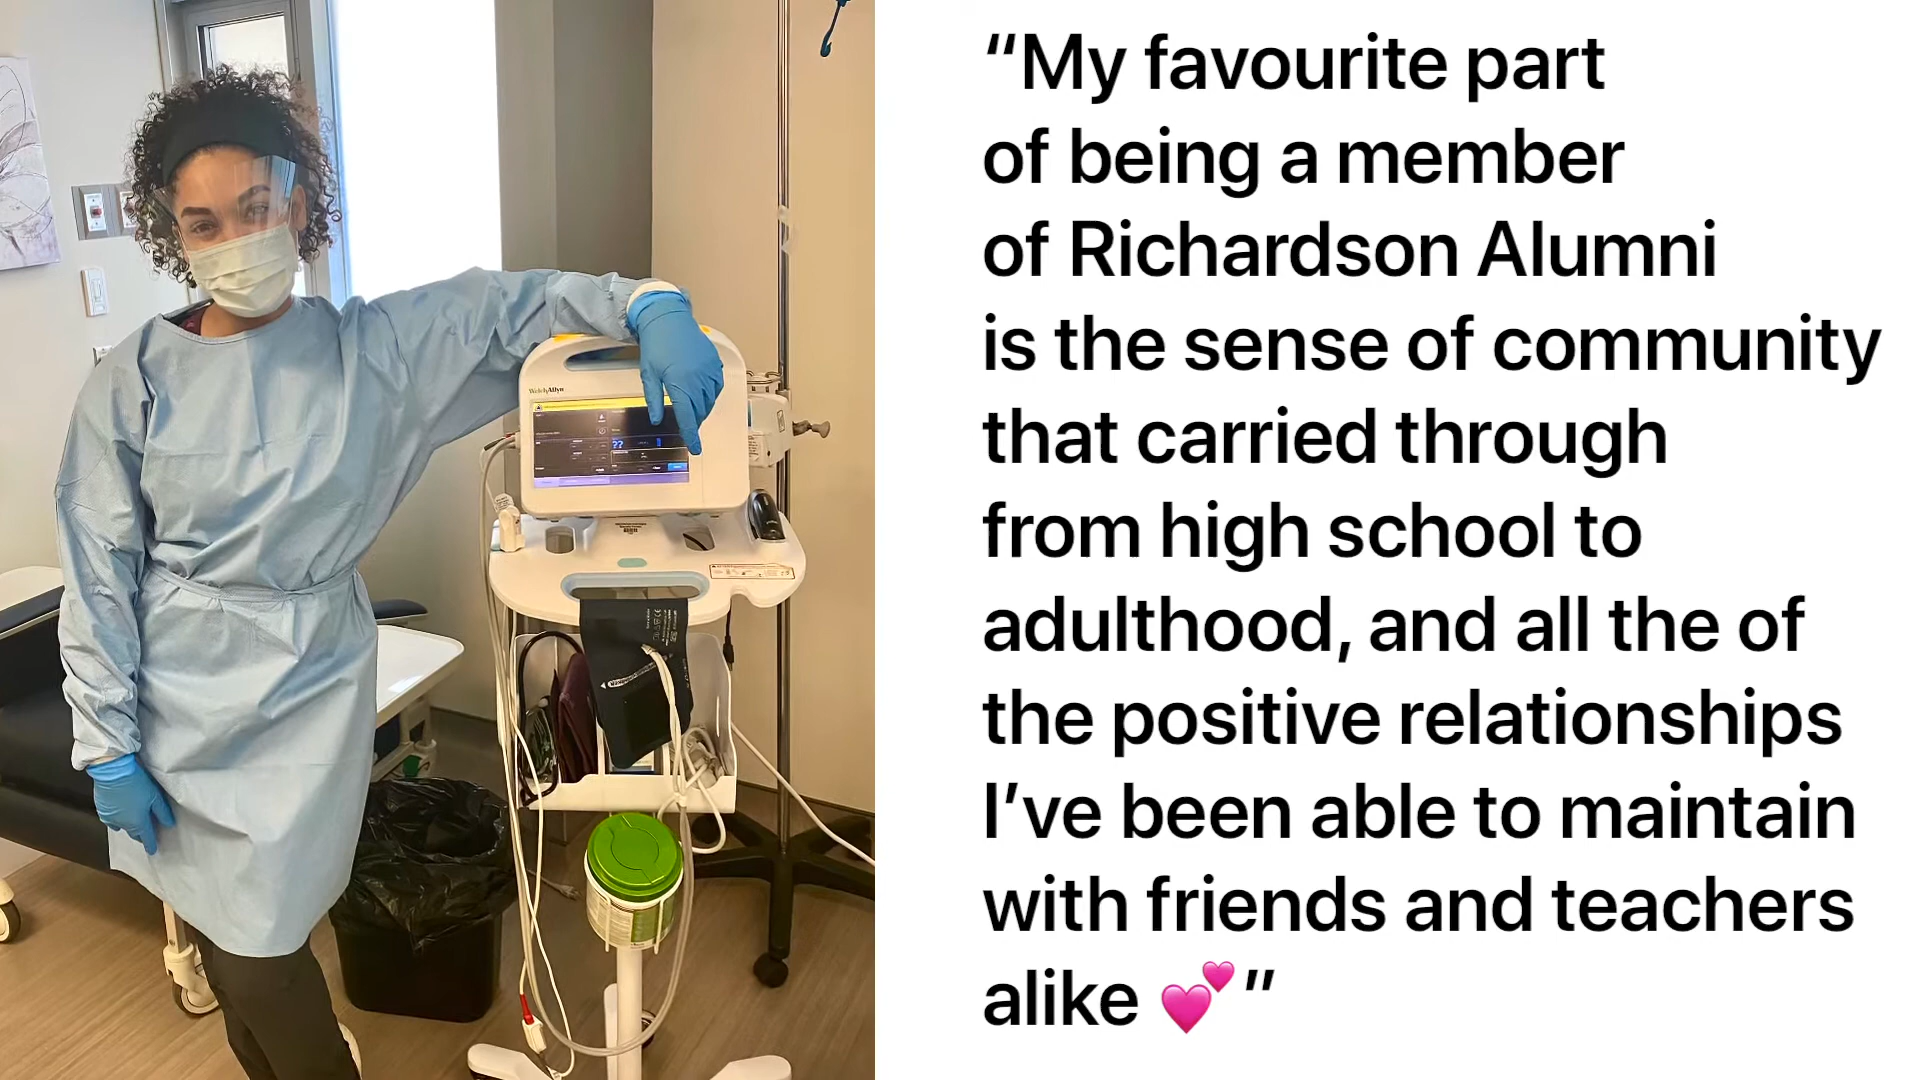 “My favourite part
of being a member
of Richardson Alumni
is the sense of community
that carried through
from high school to
adulthood, and all the of
the positive relationships
I’ve been able to maintain
with friends and teachers
alike 💕”
WelchAllyn
??